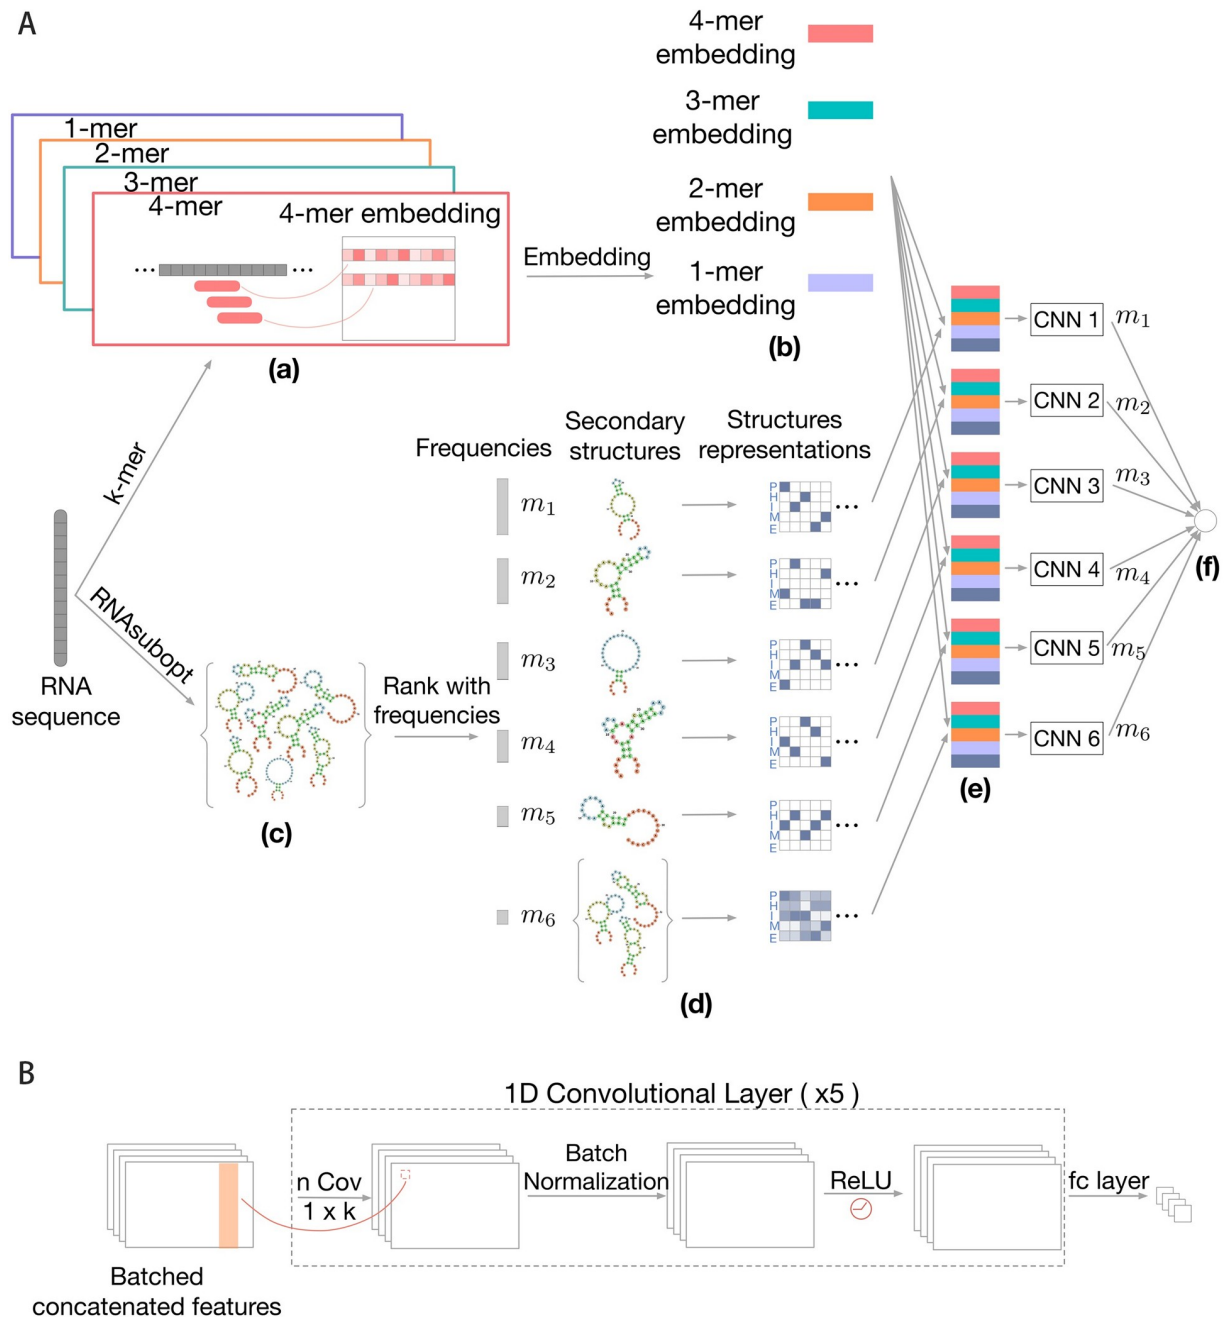 A
4-mer
embedding
3-mer
embedding
2-mer
embedding
1-mer
embedding
(b)
1-mer
2-mer
3-mer
4-mer
4-mer embedding
...
...
(a)
Embedding
k-mer
RNAsubopt
RNA
sequence
(c)
Rank with
frequencies
Frequencies
Secondary
structures
Structures
representations
m1
P
H
I
M
E
...
m2
P
H
I
M
E
...
m3
P
H
I
M
E
...
m4
P
H
I
M
E
...
m5
P
H
I
M
E
...
m6
P
H
I
M
E
...
(d)
CNN 1
m1
CNN 2
m2
CNN 3
m3
CNN 4
m4
CNN 5
m5
CNN 6
m6
(e)
(f)
B
1D Convolutional Layer ( x5 )
n Cov
1 x k
Batch
Normalization
ReLU
fc layer
Batched
concatenated features